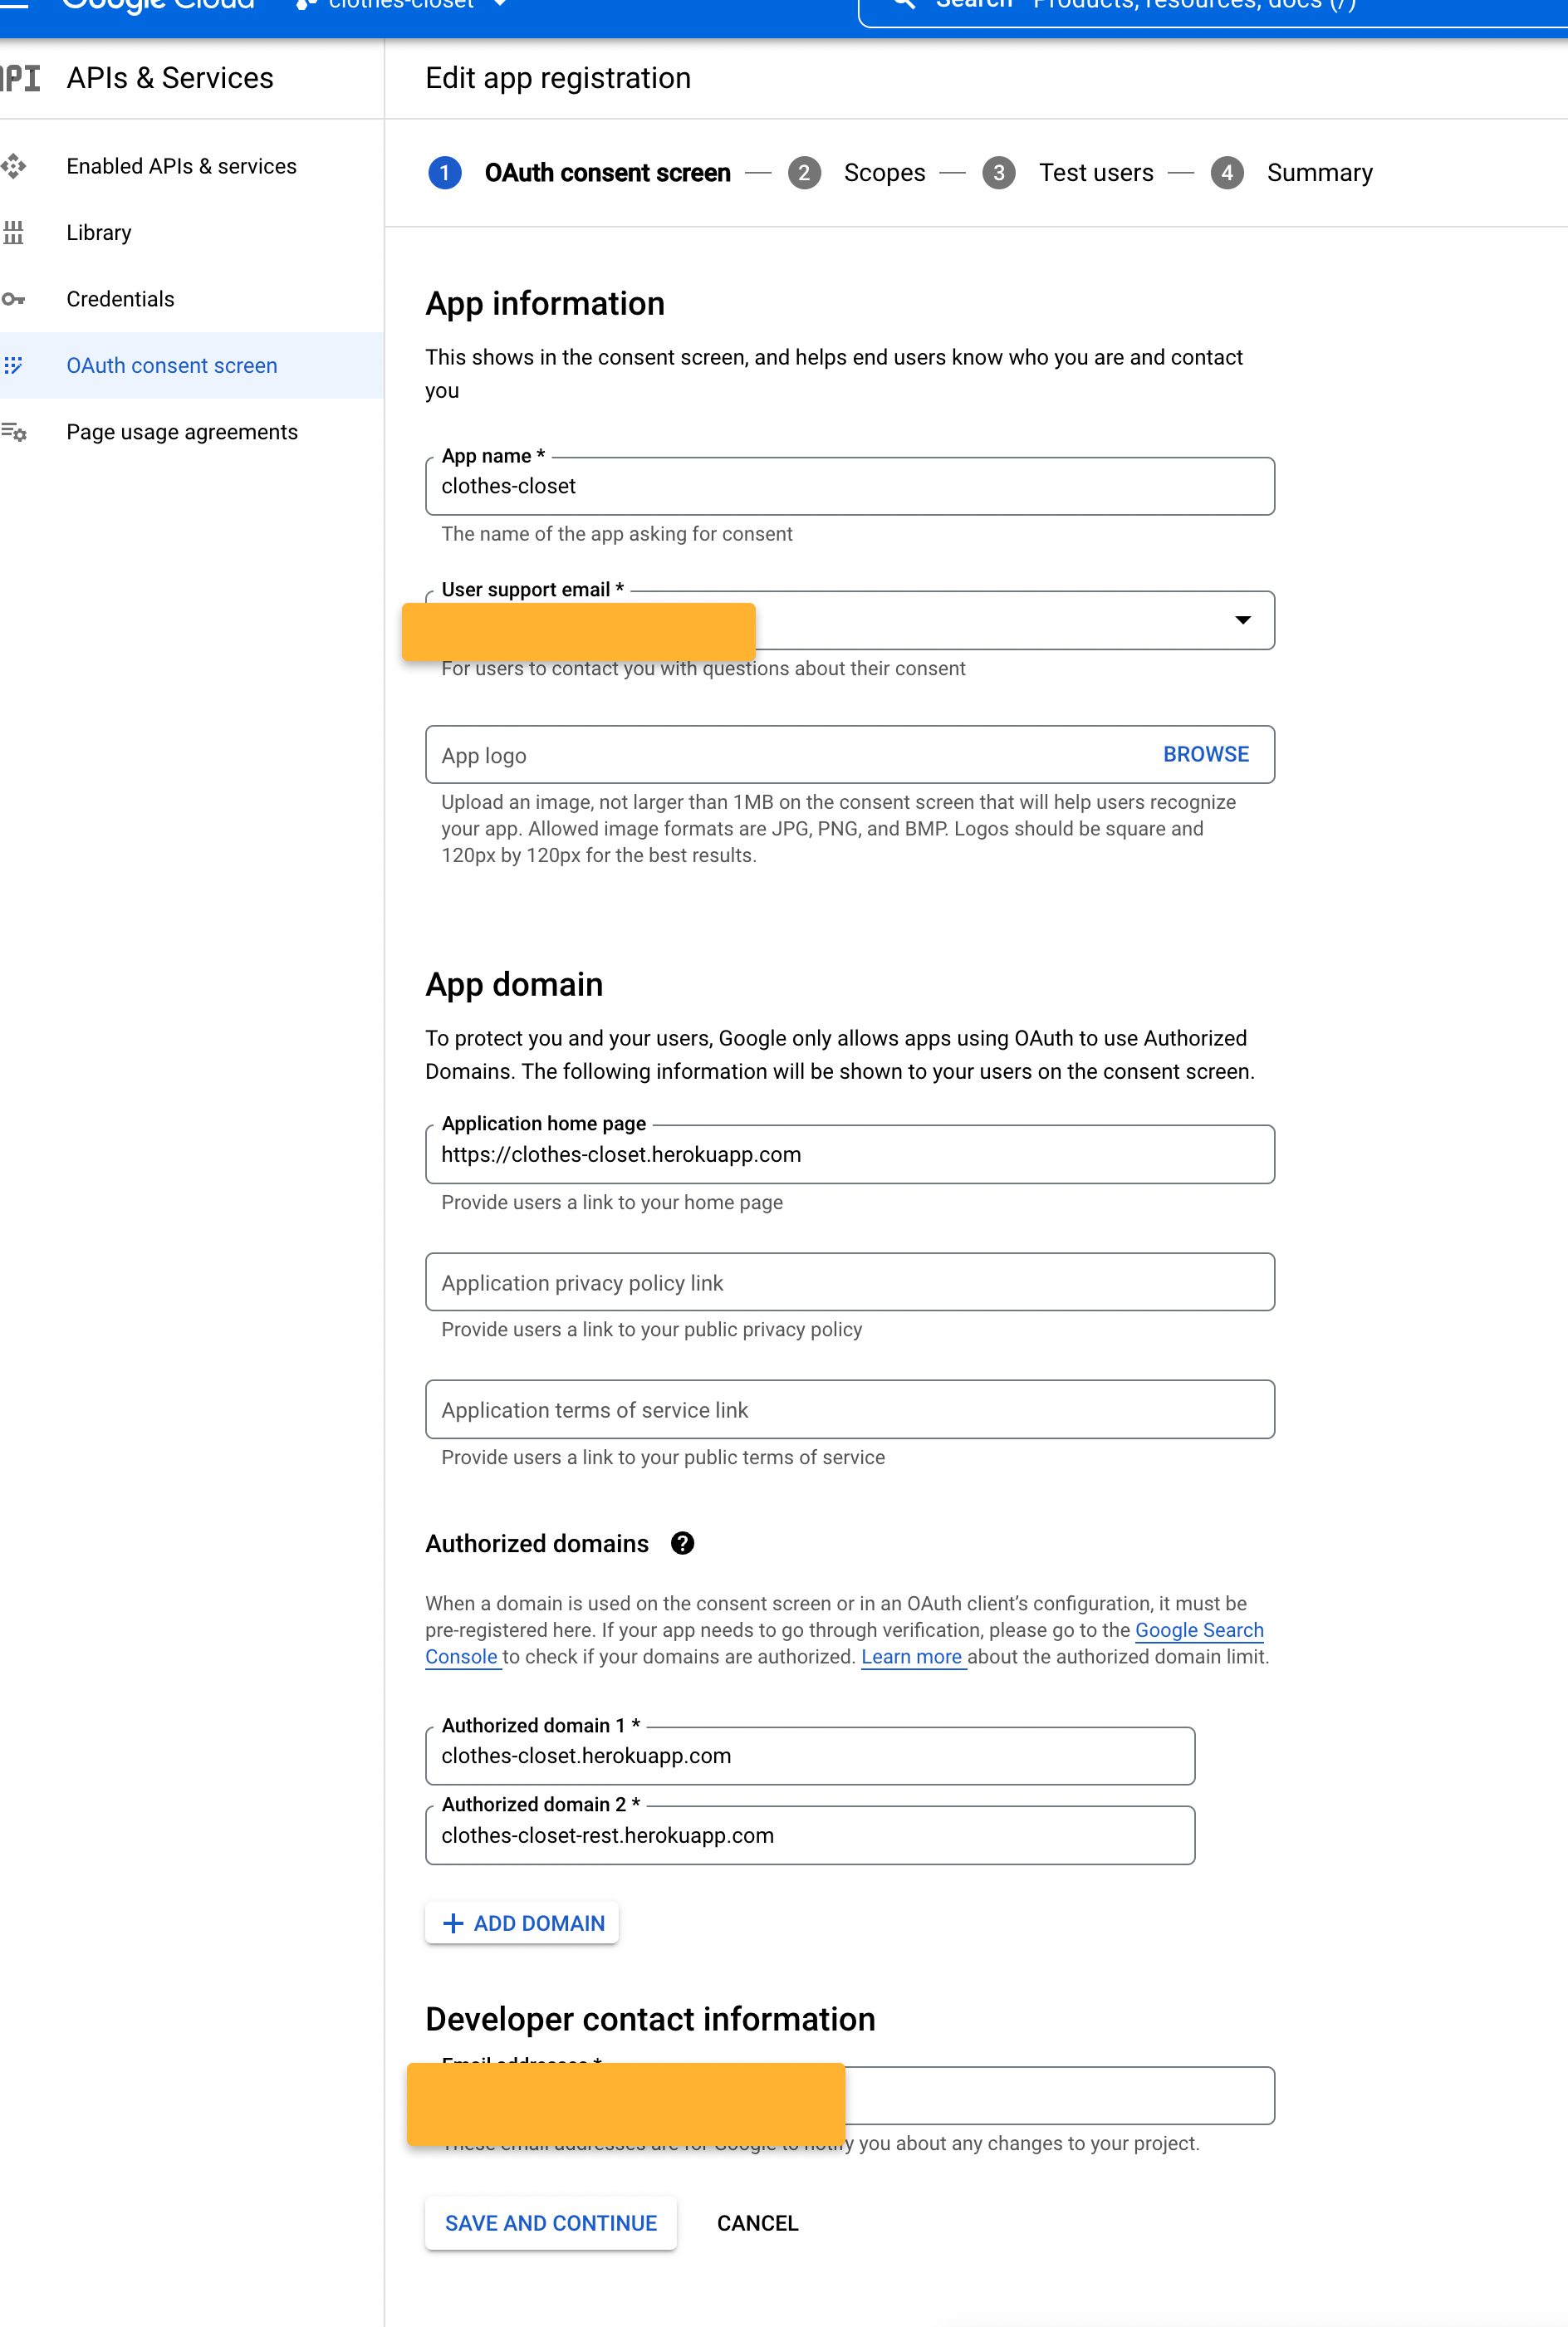 Google Cloud
clothes-closet
Search Products, resources, docs (/)
API
APIs & Services
Edit app registration
Enabled APIs & services
Library
Credentials
OAuth consent screen
Page usage agreements
1 OAuth consent screen — 2 Scopes — 3 Test users — 4 Summary
App information
This shows in the consent screen, and helps end users know who you are and contact
you
App name *
clothes-closet
The name of the app asking for consent
User support email *
For users to contact you with questions about their consent
App logo
BROWSE
Upload an image, not larger than 1MB on the consent screen that will help users recognize
your app. Allowed image formats are JPG, PNG, and BMP. Logos should be square and
120px by 120px for the best results.
App domain
To protect you and your users, Google only allows apps using OAuth to use Authorized
Domains. The following information will be shown to your users on the consent screen.
Application home page
https://clothes-closet.herokuapp.com
Provide users a link to your home page
Application privacy policy link
Provide users a link to your public privacy policy
Application terms of service link
Provide users a link to your public terms of service
Authorized domains ?
When a domain is used on the consent screen or in an OAuth client's configuration, it must be
pre-registered here. If your app needs to go through verification, please go to the Google Search
Console to check if your domains are authorized. Learn more about the authorized domain limit.
Authorized domain 1 *
clothes-closet.herokuapp.com
Authorized domain 2 *
clothes-closet-rest.herokuapp.com
+ ADD DOMAIN
Developer contact information
Email addresses *
These email addresses are for Google to notify you about any changes to your project.
SAVE AND CONTINUE
CANCEL